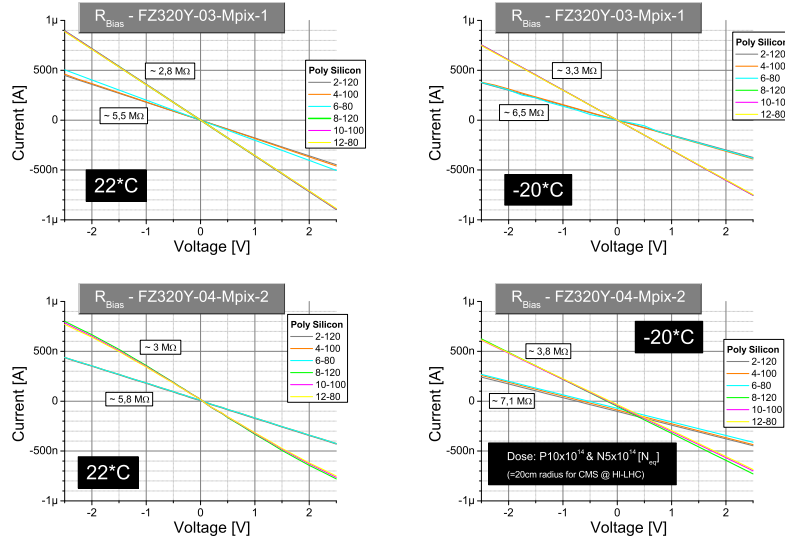 R_Bias - FZ320Y-03-Mpix-1
1µ
500n
0
-500n
-1µ
Current [A]
~ 2,8 MΩ
~ 5,5 MΩ
22*C
Poly Silicon
2-120
4-100
6-80
8-120
10-100
12-80
-2
-1
0
1
2
Voltage [V]
R_Bias - FZ320Y-03-Mpix-1
1µ
500n
0
-500n
-1µ
Current [A]
~ 3,3 MΩ
~ 6,5 MΩ
-20*C
Poly Silicon
2-120
4-100
6-80
8-120
10-10
12-80
-2
-1
0
1
2
Voltage [V]
R_Bias - FZ320Y-04-Mpix-2
1µ
500n
0
-500n
-1µ
Current [A]
~ 3 MΩ
~ 5,8 MΩ
22*C
Poly Silicon
2-120
4-100
6-80
8-120
10-100
12-80
-2
-1
0
1
2
Voltage [V]
R_Bias - FZ320Y-04-Mpix-2
1µ
500n
0
-500n
-1µ
Current [A]
-20*C
~ 3,8 MΩ
~ 7,1 MΩ
Poly Silicon
2-120
4-100
6-80
8-120
10-100
12-80
Dose: P10x10^14 & N5x10^14 [N_eq]
(=20cm radius for CMS @ HI-LHC)
-2
-1
0
1
2
Voltage [V]